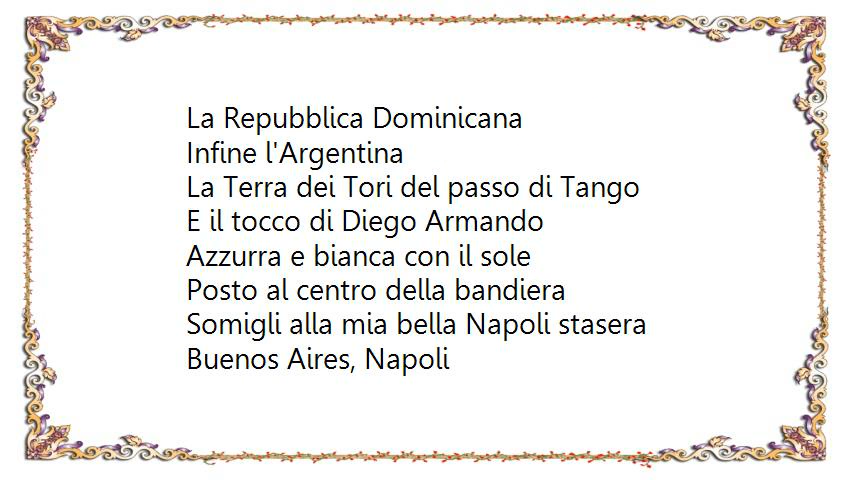 La Repubblica Dominicana
Infine l'Argentina
La Terra dei Tori del passo di Tango
E il tocco di Diego Armando
Azzurra e bianca con il sole
Posto al centro della bandiera
Somigli alla mia bella Napoli stasera
Buenos Aires, Napoli